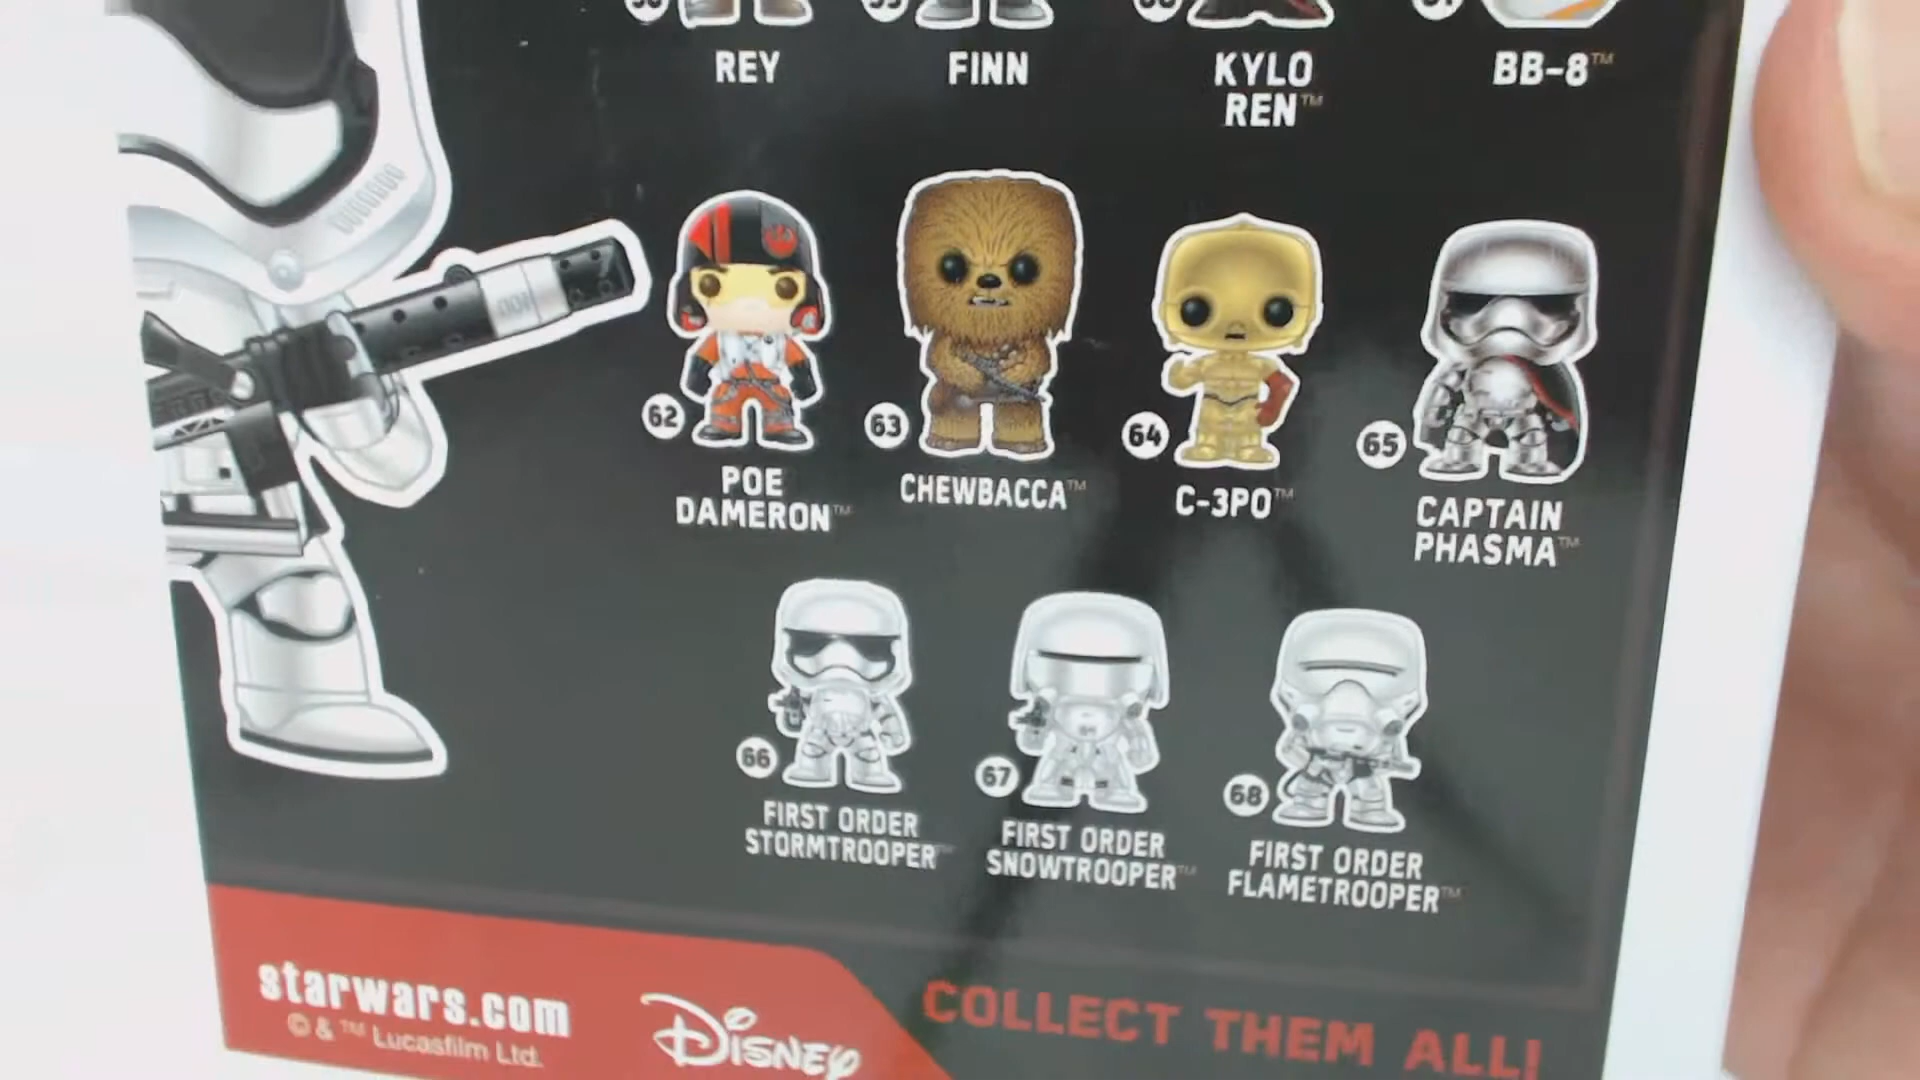 REY FINN KYLO REN™ BB-8™
62 63 64 65
POE DAMERON™ CHEWBACCA™ C-3PO™ CAPTAIN PHASMA™
66 67 68
FIRST ORDER STORMTROOPER™ FIRST ORDER SNOWTROOPER™ FIRST ORDER FLAMETROOPER™
starwars.com
© & ™ Lucasfilm Ltd.
DISNEY
COLLECT THEM ALL!